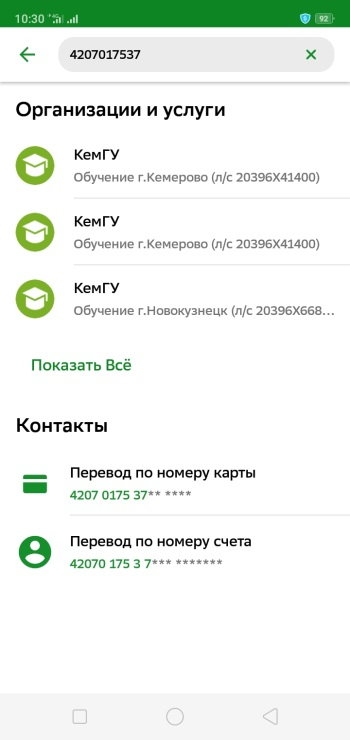 10:30 92
4207017537
Организации и услуги
КемГУ
Обучение г.Кемерово (л/с 20396Х41400)
КемГУ
Обучение г.Кемерово (л/с 20396Х41400)
КемГУ
Обучение г.Новокузнецк (л/с 20396Х668...
Показать Всё
Контакты
Перевод по номеру карты
4207 0175 37** ****
Перевод по номеру счета
42070 175 3 7*** *******